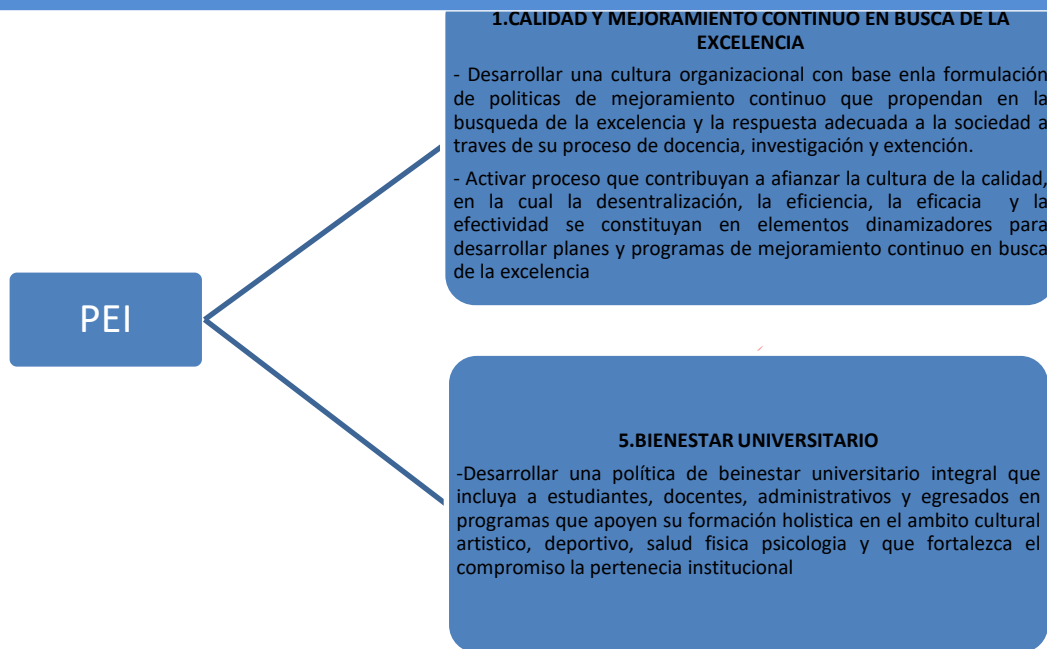 1.CALIDAD Y MEJORAMIENTO CONTINUO EN BUSCA DE LA
EXCELENCIA
- Desarrollar una cultura organizacional con base enla formulación
de politicas de mejoramiento continuo que propendan en la
busqueda de la excelencia y la respuesta adecuada a la sociedad a
traves de su proceso de docencia, investigación y extención.
- Activar proceso que contribuyan a afianzar la cultura de la calidad,
en la cual la desentralización, la eficiencia, la eficacia y la
efectividad se constituyan en elementos dinamizadores para
desarrollar planes y programas de mejoramiento continuo en busca
de la excelencia
PEI
5.BIENESTAR UNIVERSITARIO
-Desarrollar una política de beinestar universitario integral que
incluya a estudiantes, docentes, administrativos y egresados en
programas que apoyen su formación holistica en el ambito cultural
artistico, deportivo, salud fisica psicologia y que fortalezca el
compromiso la pertenecia institucional